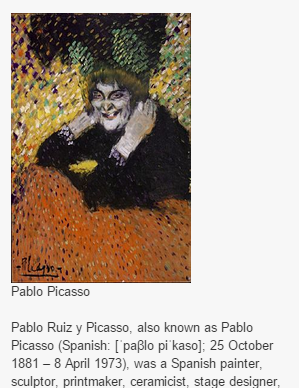 Picasso
Pablo Picasso
Pablo Ruiz y Picasso, also known as Pablo
Picasso (Spanish: [ˈpaβlo piˈkaso]; 25 October
1881 – 8 April 1973), was a Spanish painter,
sculptor, printmaker, ceramicist, stage designer,